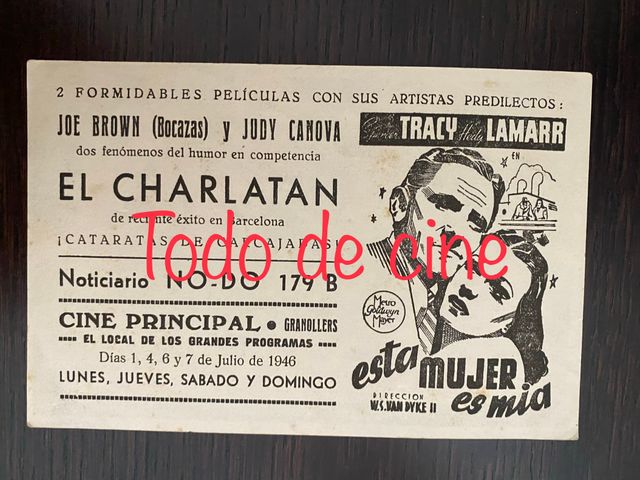 2 FORMIDABLES PELÍCULAS CON SUS ARTISTAS PREDILECTOS:
JOE BROWN (Bocazas) y JUDY CANOVA
dos fenómenos del humor en competencia
EL CHARLATAN
de reciente éxito en Barcelona
¡CATARATAS DE CARCAJADAS!
Noticiario NO-DO 179 B
CINE PRINCIPAL • GRANOLLERS
EL LOCAL DE LOS GRANDES PROGRAMAS
Días 1, 4, 6 y 7 de Julio de 1946
LUNES, JUEVES, SABADO Y DOMINGO
Spencer TRACY Hedy LAMARR
EN
Metro
Goldwyn
Mayer
esta
MUJER
es mía
DIRECCION
W.S. VAN DYKE II
Todo de cine